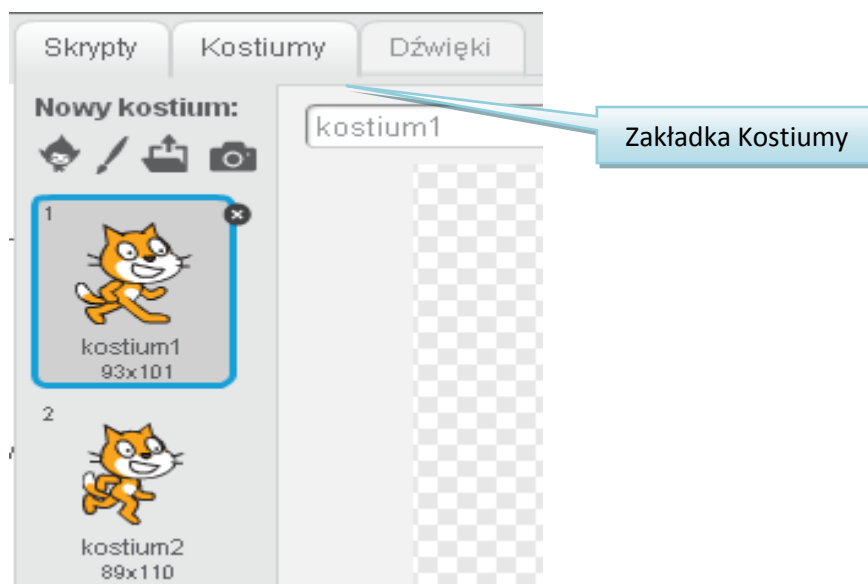 Skrypty Kostiumy Dźwięki
Nowy kostium:
kostium1
Zakładka Kostiumy
1
kostium1
93x101
2
kostium2
89x110